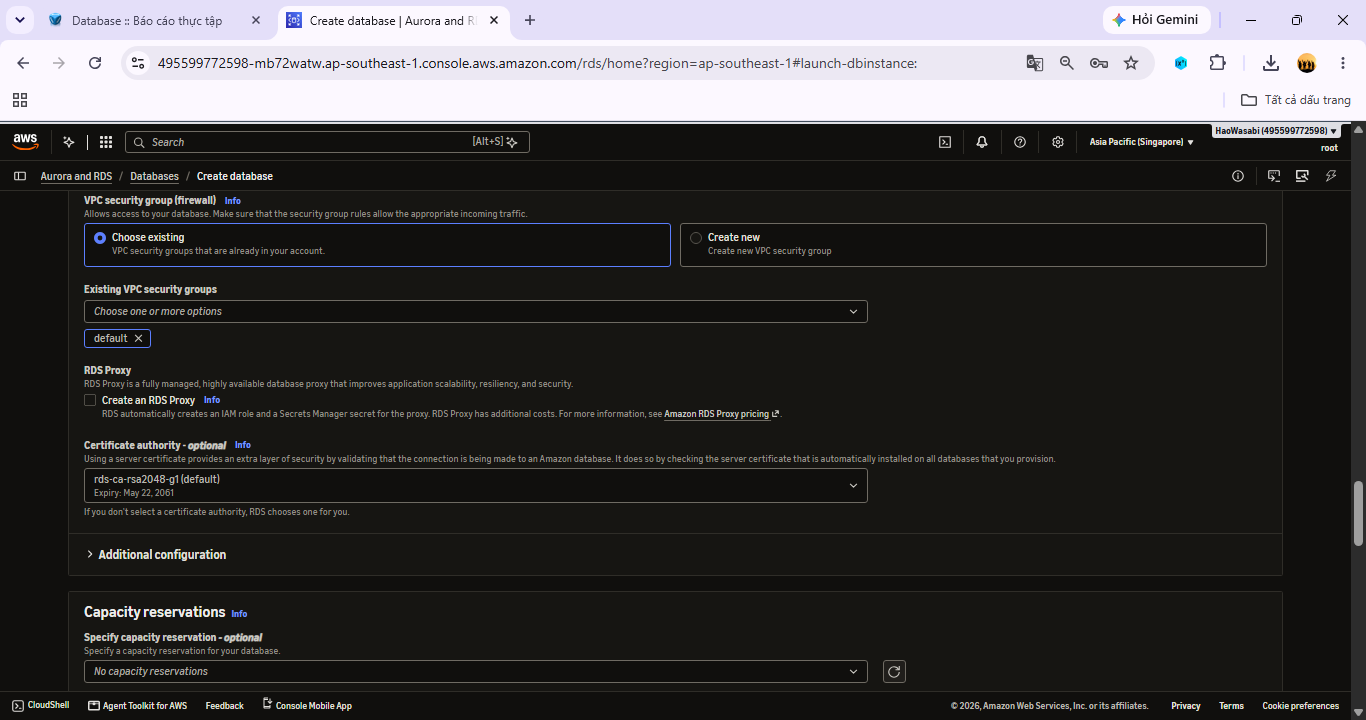 Database :: Báo cáo thực tập
Create database | Aurora and R
Hỏi Gemini
495599772598-mb72watw.ap-southeast-1.console.aws.amazon.com/rds/home?region=ap-southeast-1#launch-dbinstance:
Tất cả dấu trang
aws
Search
[Alt+S]
Asia Pacific (Singapore)
HaoWasabi (495599772598)
root
Aurora and RDS / Databases / Create database
VPC security group (firewall) Info
Allows access to your database. Make sure that the security group rules allow the appropriate incoming traffic.
Choose existing
VPC security groups that are already in your account.
Create new
Create new VPC security group
Existing VPC security groups
Choose one or more options
default
RDS Proxy
RDS Proxy is a fully managed, highly available database proxy that improves application scalability, resiliency, and security.
Create an RDS Proxy Info
RDS automatically creates an IAM role and a Secrets Manager secret for the proxy. RDS Proxy has additional costs. For more information, see Amazon RDS Proxy pricing.
Certificate authority - optional Info
Using a server certificate provides an extra layer of security by validating that the connection is being made to an Amazon database. It does so by checking the server certificate that is automatically installed on all databases that you provision.
rds-ca-rsa2048-g1 (default)
Expiry: May 22, 2061
If you don't select a certificate authority, RDS chooses one for you.
Additional configuration
Capacity reservations Info
Specify capacity reservation - optional
Specify a capacity reservation for your database.
No capacity reservations
CloudShell
Agent Toolkit for AWS
Feedback
Console Mobile App
© 2026, Amazon Web Services, Inc. or its affiliates.
Privacy
Terms
Cookie preferences